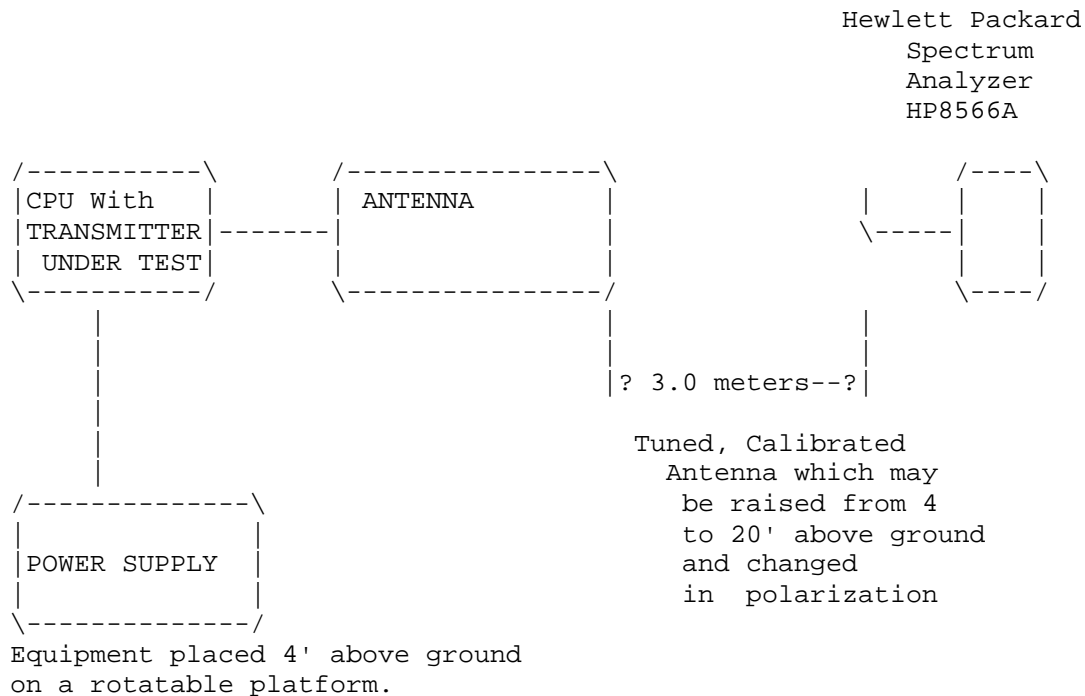 Hewlett Packard
Spectrum
Analyzer
HP8566A
CPU With
TRANSMITTER
UNDER TEST
ANTENNA
|? 3.0 meters--?|
Tuned, Calibrated
Antenna which may
be raised from 4
to 20' above ground
and changed
in polarization
POWER SUPPLY
Equipment placed 4' above ground
on a rotatable platform.